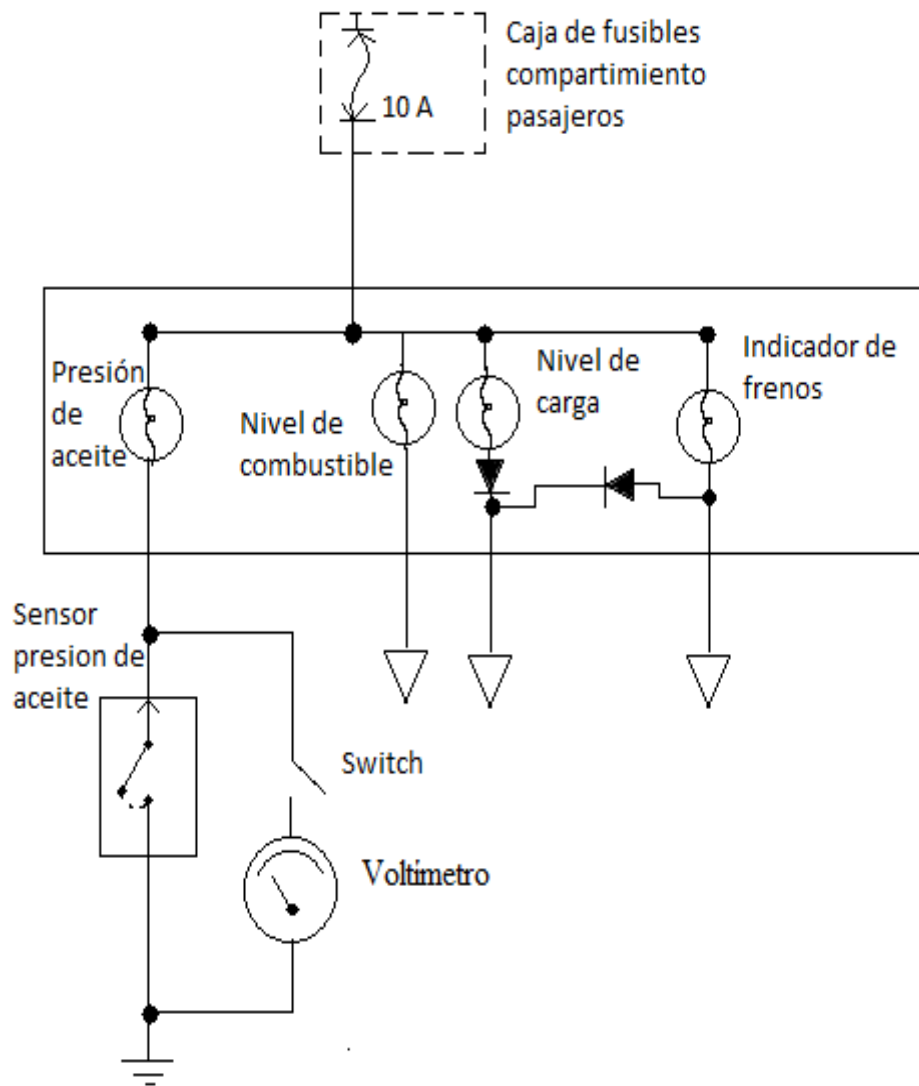 Caja de fusibles
compartimiento
pasajeros
10 A
Presión
de
aceite
Nivel de
combustible
Nivel de
carga
Indicador de
frenos
Sensor
presion de
aceite
Switch
Voltímetro